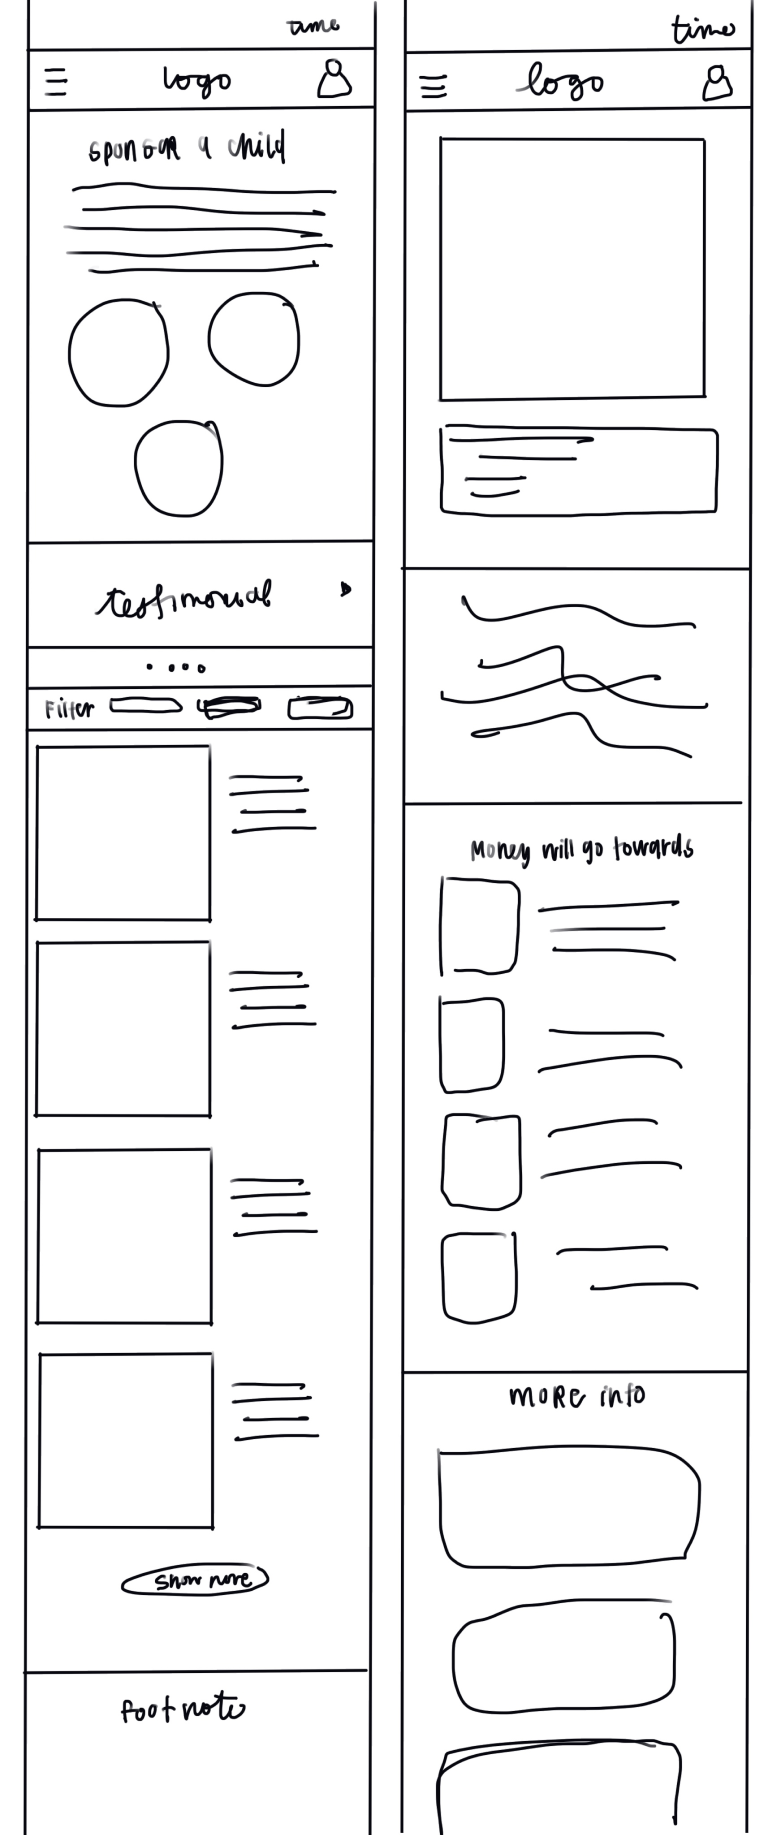 time
logo
sponsor a child
testimonial
Filter
Show more
footnote
time
logo
Money will go towards
more info